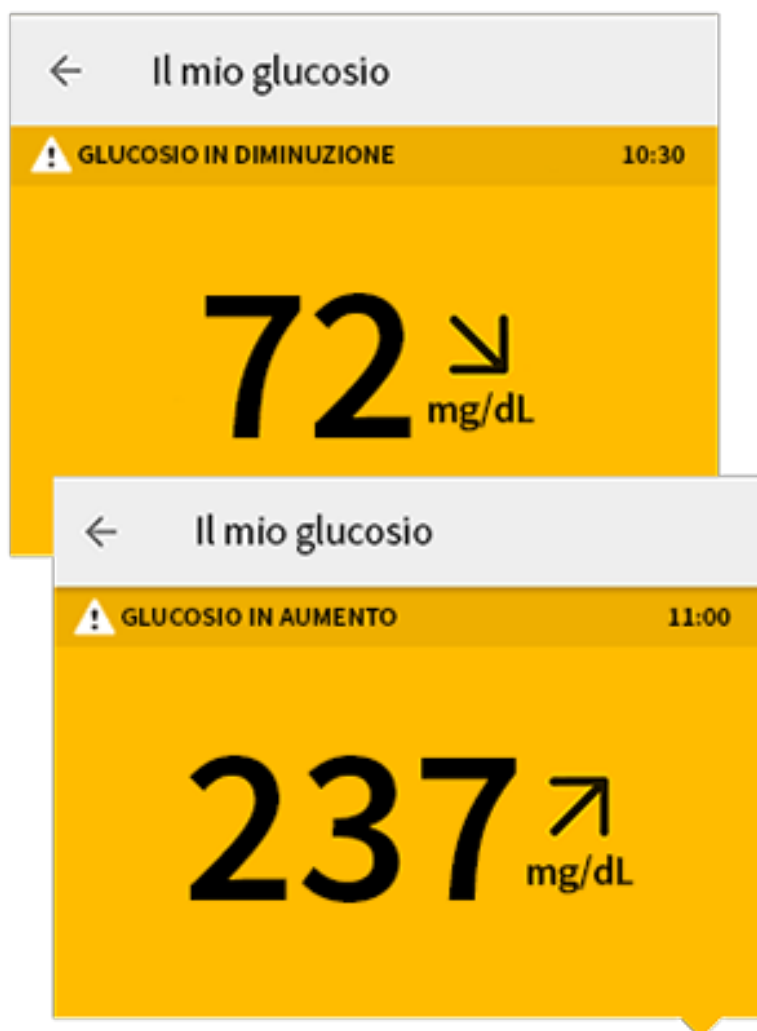 Il mio glucosio
GLUCOSIO IN DIMINUZIONE 10:30
72
mg/dL
Il mio glucosio
GLUCOSIO IN AUMENTO 11:00
237
mg/dL